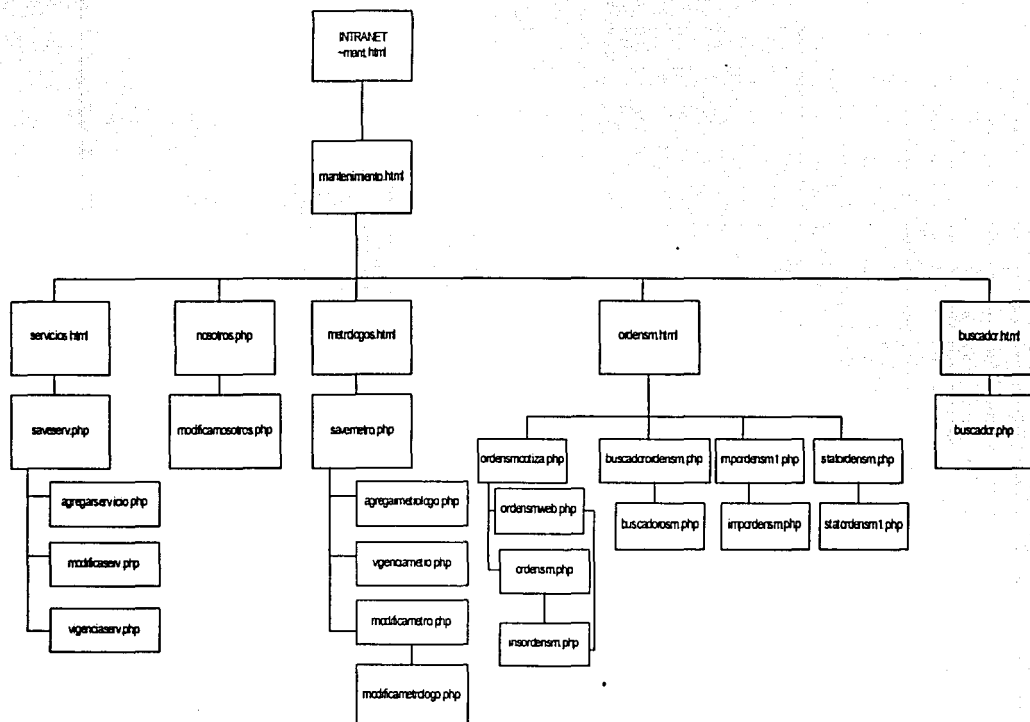 INTRANET
~mant.html
mantenimiento.html
servicios.html
nosotros.php
metrologos.html
ordensm.html
buscador.html
saveserv.php
modificarnosotros.php
savemetro.php
buscador.php
ordensmcotiza.php
buscadorordensm.php
impordensm1.php
statordensm.php
agregarservicio.php
agregarmetrologo.php
ordensmweb.php
buscadorosm.php
impordensm.php
statordensm1.php
modificaserv.php
vigenciametro.php
ordensm.php
vigenciaserv.php
modificametro.php
insordensm.php
modificametrologo.php